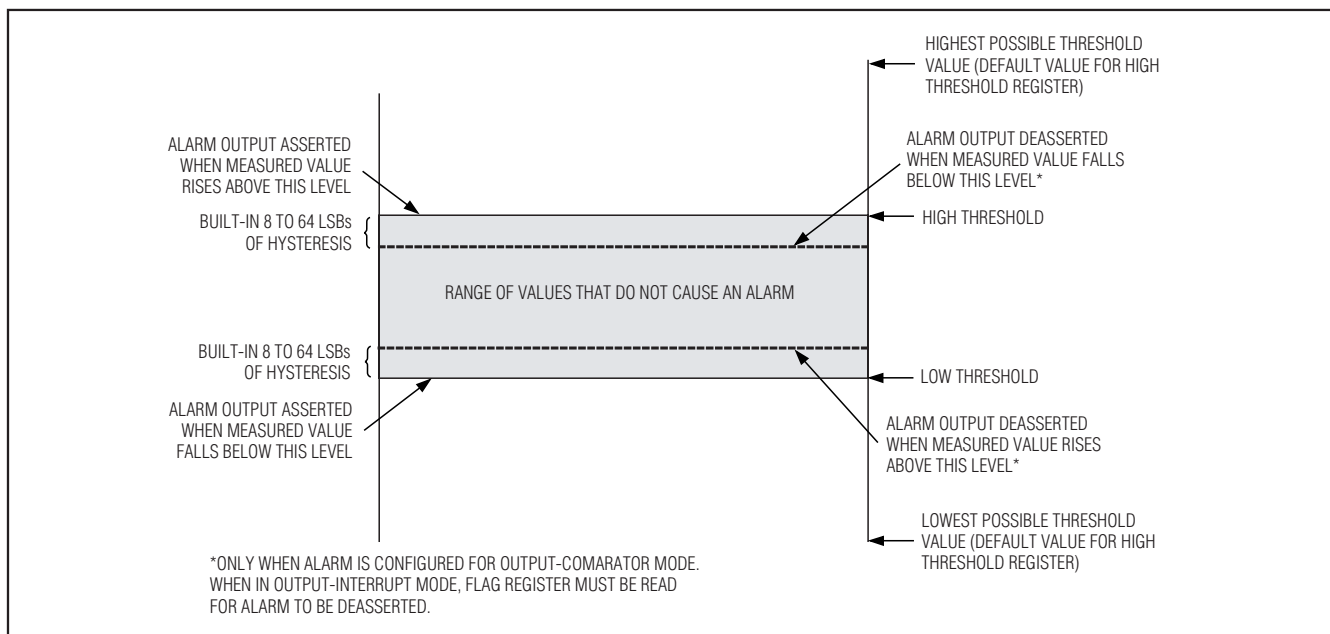 HIGHEST POSSIBLE THRESHOLD
VALUE (DEFAULT VALUE FOR HIGH
THRESHOLD REGISTER)
ALARM OUTPUT ASSERTED
WHEN MEASURED VALUE
RISES ABOVE THIS LEVEL
ALARM OUTPUT DEASSERTED
WHEN MEASURED VALUE FALLS
BELOW THIS LEVEL*
BUILT-IN 8 TO 64 LSBs
OF HYSTERESIS
HIGH THRESHOLD
RANGE OF VALUES THAT DO NOT CAUSE AN ALARM
BUILT-IN 8 TO 64 LSBs
OF HYSTERESIS
LOW THRESHOLD
ALARM OUTPUT ASSERTED
WHEN MEASURED VALUE
FALLS BELOW THIS LEVEL
ALARM OUTPUT DEASSERTED
WHEN MEASURED VALUE RISES
ABOVE THIS LEVEL*
LOWEST POSSIBLE THRESHOLD
VALUE (DEFAULT VALUE FOR HIGH
THRESHOLD REGISTER)
*ONLY WHEN ALARM IS CONFIGURED FOR OUTPUT-COMARATOR MODE.
WHEN IN OUTPUT-INTERRUPT MODE, FLAG REGISTER MUST BE READ
FOR ALARM TO BE DEASSERTED.